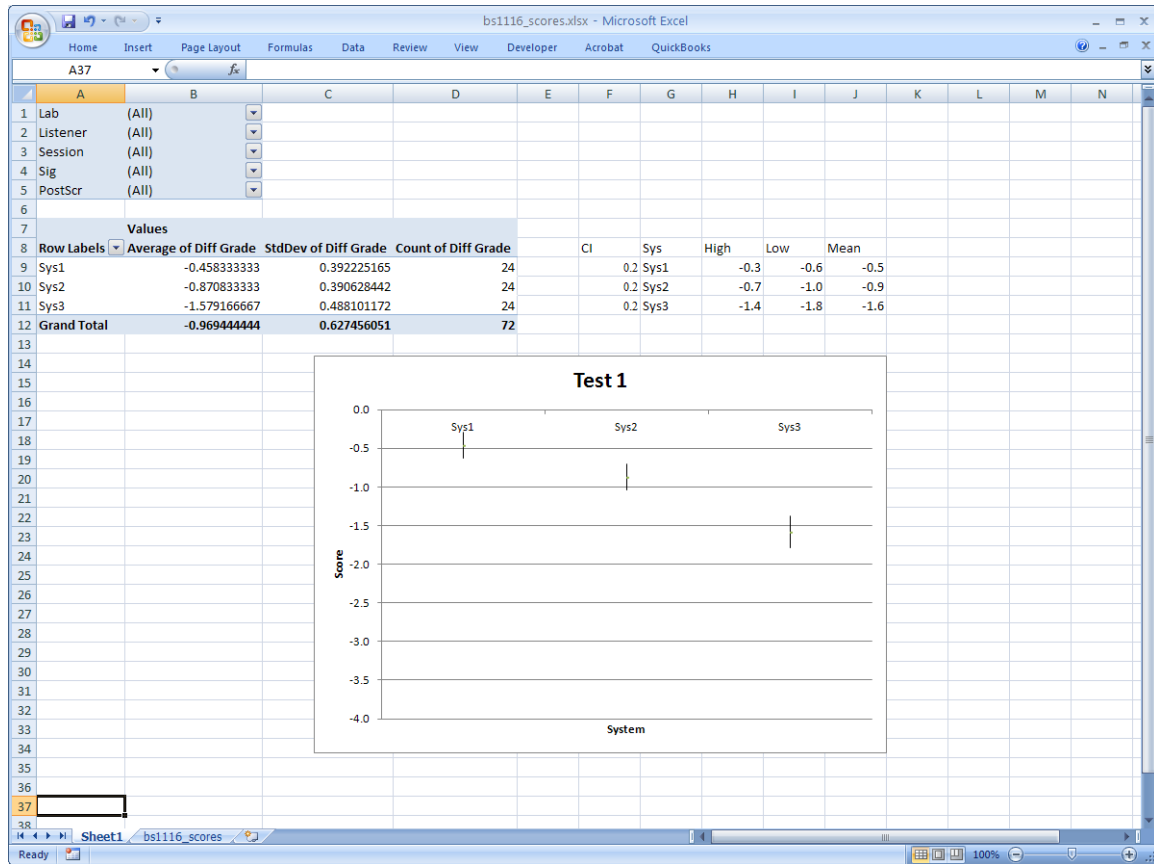 bs1116_scores.xlsx - Microsoft Excel
Home Insert Page Layout Formulas Data Review View Developer Acrobat QuickBooks
A37 fx
A B C D E F G H I J K L M N
1 Lab (All)
2 Listener (All)
3 Session (All)
4 Sig (All)
5 PostScr (All)
6
7 Values
8 Row Labels Average of Diff Grade StdDev of Diff Grade Count of Diff Grade CI Sys High Low Mean
9 Sys1 -0.458333333 0.392225165 24 0.2 Sys1 -0.3 -0.6 -0.5
10 Sys2 -0.870833333 0.390628442 24 0.2 Sys2 -0.7 -1.0 -0.9
11 Sys3 -1.579166667 0.488101172 24 0.2 Sys3 -1.4 -1.8 -1.6
12 Grand Total -0.969444444 0.627456051 72
13
14
15
16
17
18
19
20
21
22
23
24
25
26
27
28
29
30
31
32
33
34
35
36
37
38
Test 1
0.0
Sys1 Sys2 Sys3
-0.5
-1.0
-1.5
-2.0
-2.5
-3.0
-3.5
-4.0
Score
System
Sheet1 bs1116_scores
Ready 100%